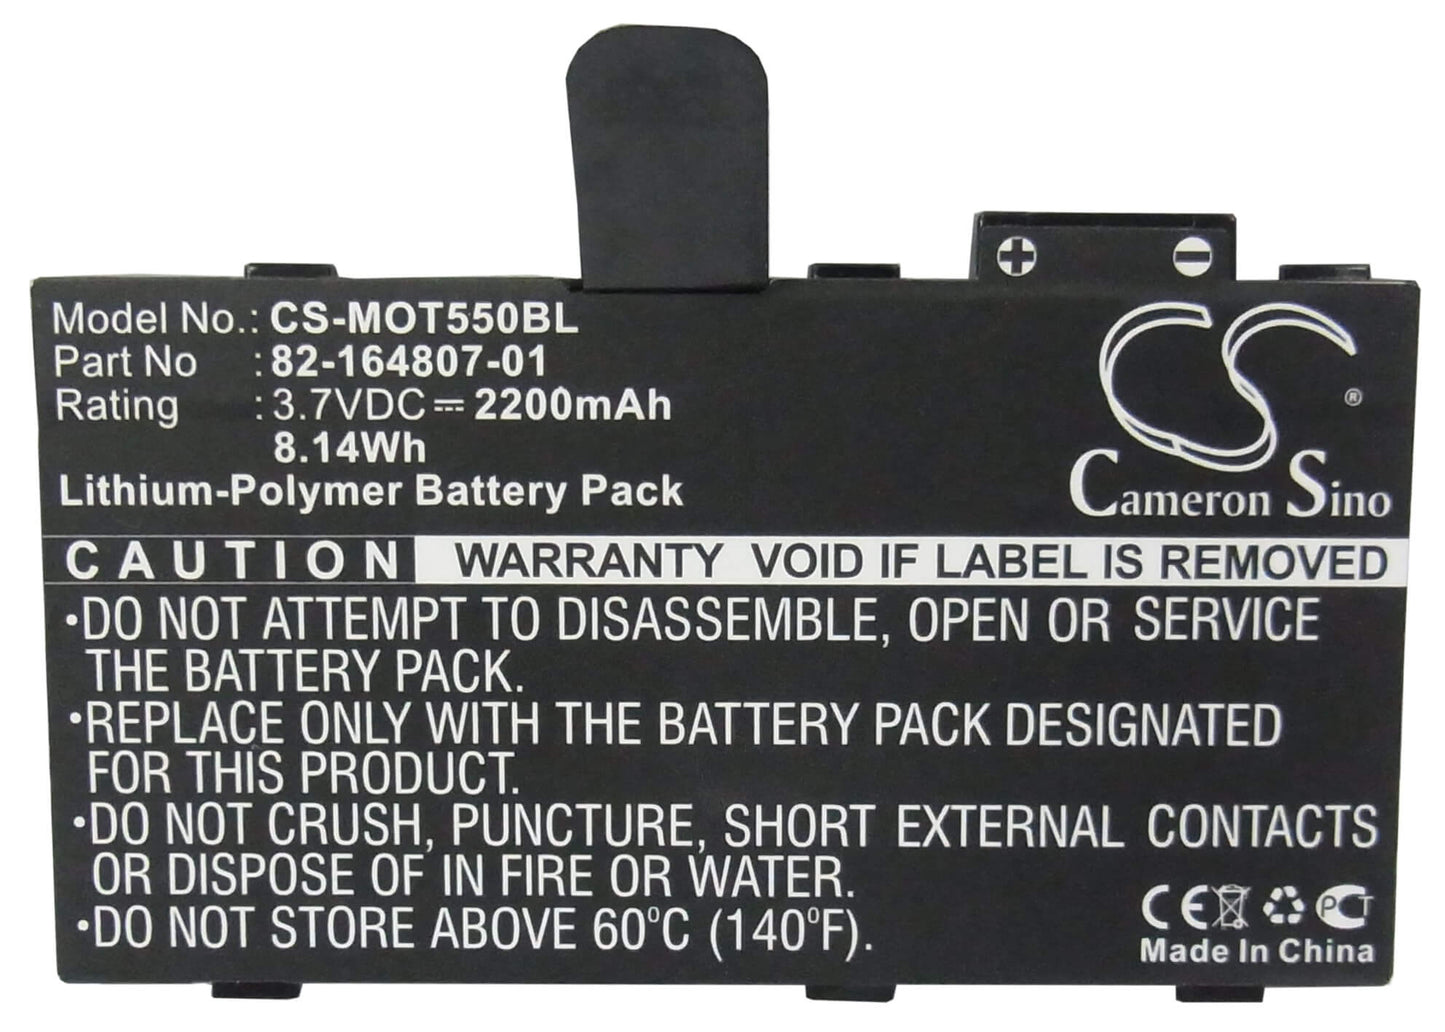 Model No.: CS-MOT550BL
Part No : 82-164807-01
Rating : 3.7VDC⎓2200mAh
8.14Wh
Lithium-Polymer Battery Pack
CS ®
Cameron Sino
CAUTION WARRANTY VOID IF LABEL IS REMOVED
•DO NOT ATTEMPT TO DISASSEMBLE, OPEN OR SERVICE
THE BATTERY PACK.
•REPLACE ONLY WITH THE BATTERY PACK DESIGNATED
FOR THIS PRODUCT.
•DO NOT CRUSH, PUNCTURE, SHORT EXTERNAL CONTACTS
OR DISPOSE OF IN FIRE OR WATER.
•DO NOT STORE ABOVE 60°C (140°F).
CE PCT
Made In China